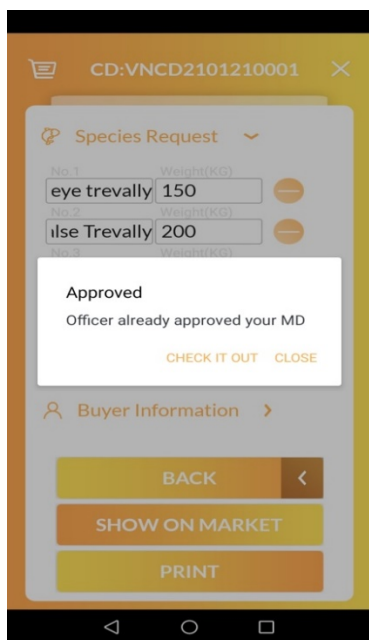 CD:VNCD2101210001
Species Request
No.1 Weight(KG)
eye trevally 150
No.2 Weight(KG)
lse Trevally 200
No.3 Weight(KG)
Approved
Officer already approved your MD
CHECK IT OUT CLOSE
Buyer Information
BACK
SHOW ON MARKET
PRINT